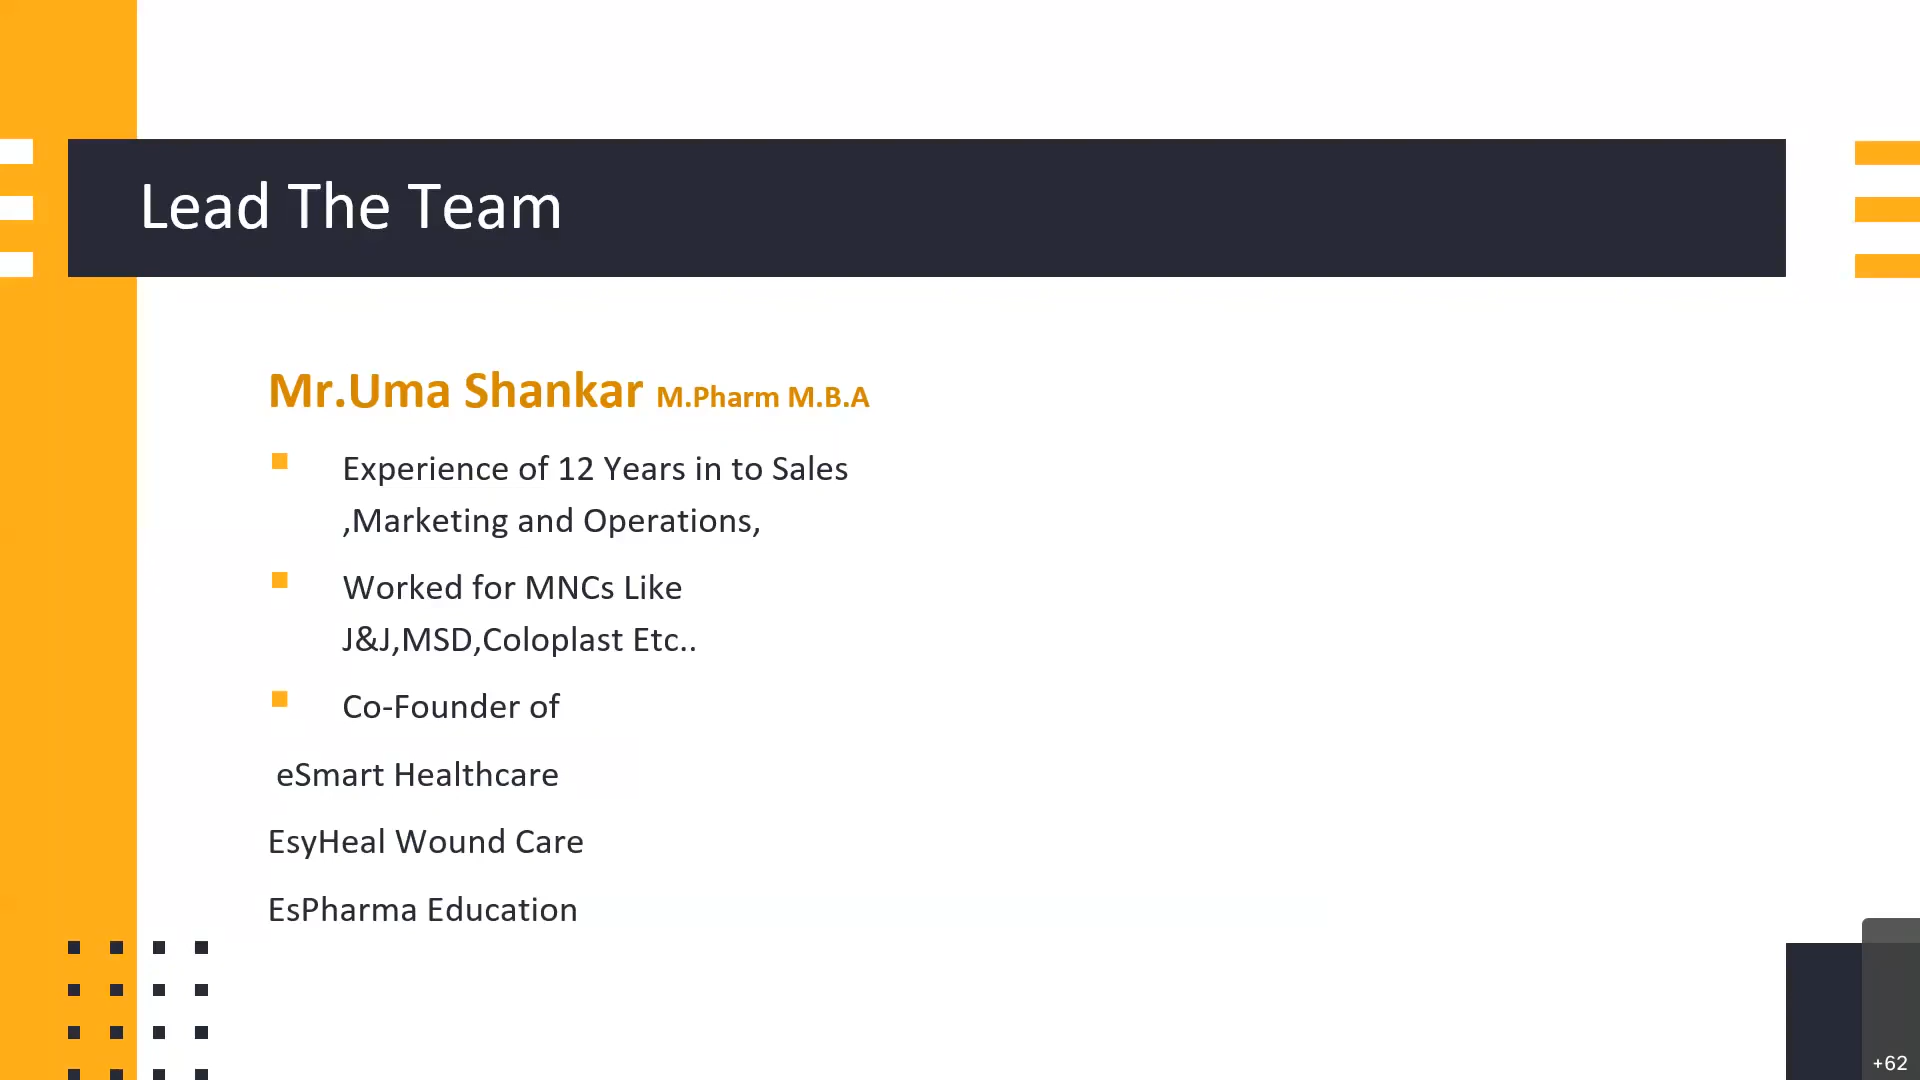 Lead The Team
Mr.Uma Shankar M.Pharm M.B.A
Experience of 12 Years in to Sales
,Marketing and Operations,
Worked for MNCs Like
J&J,MSD,Coloplast Etc..
Co-Founder of
eSmart Healthcare
EsyHeal Wound Care
EsPharma Education
+62